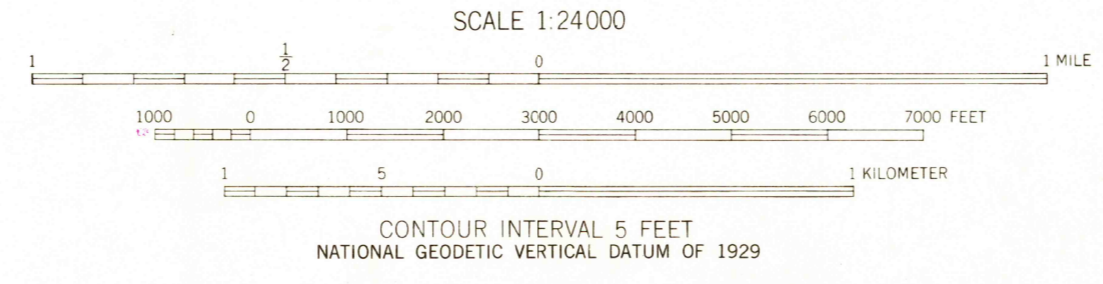 SCALE 1:24000
1 1/2 0 1 MILE
1000 0 1000 2000 3000 4000 5000 6000 7000 FEET
1 5 0 1 KILOMETER
CONTOUR INTERVAL 5 FEET
NATIONAL GEODETIC VERTICAL DATUM OF 1929